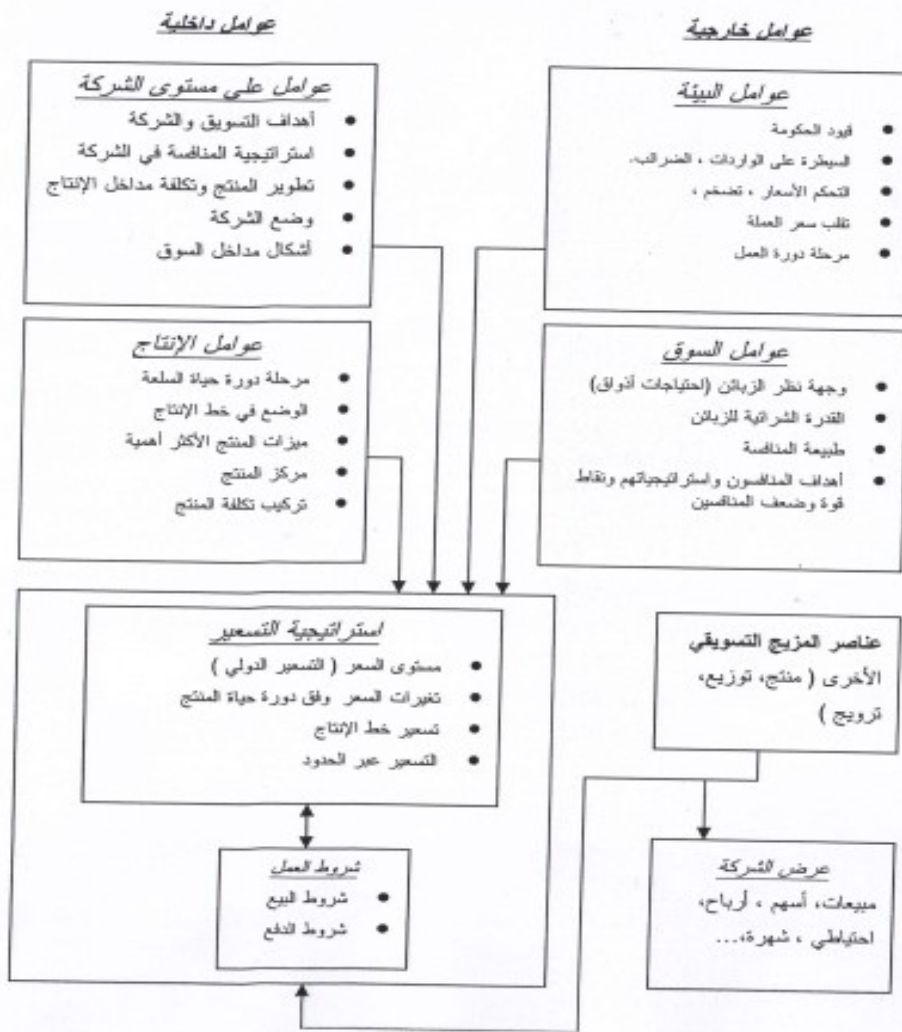 عوامل خارجية
عوامل البيئة
قيود الحكومة
السيطرة على الواردات ، الضرائب.
التحكم الأسعار ، تضخم ،
تقلب سعر العملة
مرحلة دورة العمل
عوامل السوق
وجهة نظر الزبائن (احتياجات أذواق)
القدرة الشرائية للزبائن
طبيعة المنافسة
أهداف المنافسون واستراتيجياتهم ونقاط
قوة وضعف المنافسين
عوامل داخلية
عوامل على مستوى الشركة
أهداف التسويق والشركة
استراتيجية المنافسة في الشركة
تطوير المنتج وتكلفة مداخل الإنتاج
وضع الشركة
أشكال مداخل السوق
عوامل الإنتاج
مرحلة دورة حياة السلعة
الوضع في خط الإنتاج
ميزات المنتج الأكثر أهمية
مركز المنتج
تركيب تكلفة المنتج
عناصر المزيج التسويقي
الأخرى ( منتج، توزيع،
ترويج )
استراتيجية التسعير
مستوى السعر ( التسعير الدولي )
تغيرات السعر وفق دورة حياة المنتج
تسعير خط الإنتاج
التسعير عبر الحدود
شروط العمل
شروط البيع
شروط الدفع
عرض الشركة
مبيعات، أسهم ، أرباح،
احتياطي ، شهرة،...